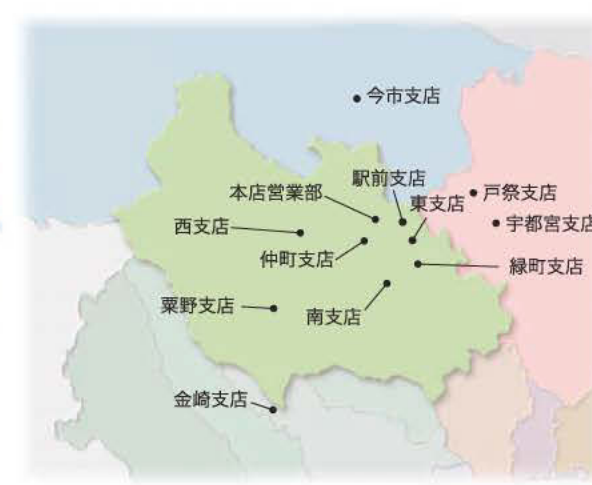 今市支店
駅前支店
本店営業部
戸祭支店
東支店
西支店
宇都宮支店
仲町支店
緑町支店
粟野支店
南支店
金崎支店